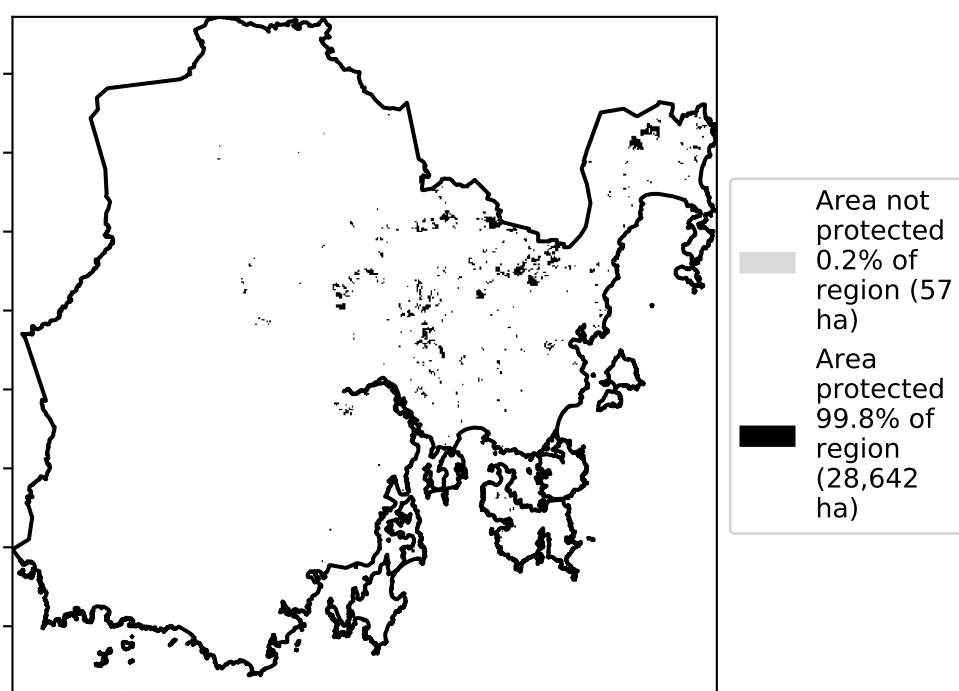 Area not
protected
0.2% of
region (57
ha)
Area
protected
99.8% of
region
(28,642
ha)